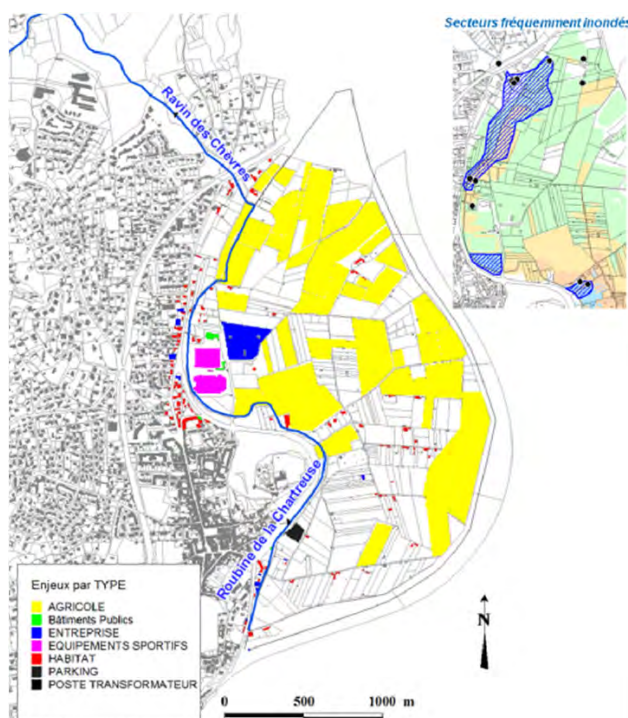 Secteurs fréquemment inondés
Ravin des Chèvres
Roubine de la Chartreuse
Enjeux par TYPE
AGRICOLE
Bâtiments Publics
ENTREPRISE
EQUIPEMENTS SPORTIFS
HABITAT
PARKING
POSTE TRANSFORMATEUR
N
0 500 1000 m